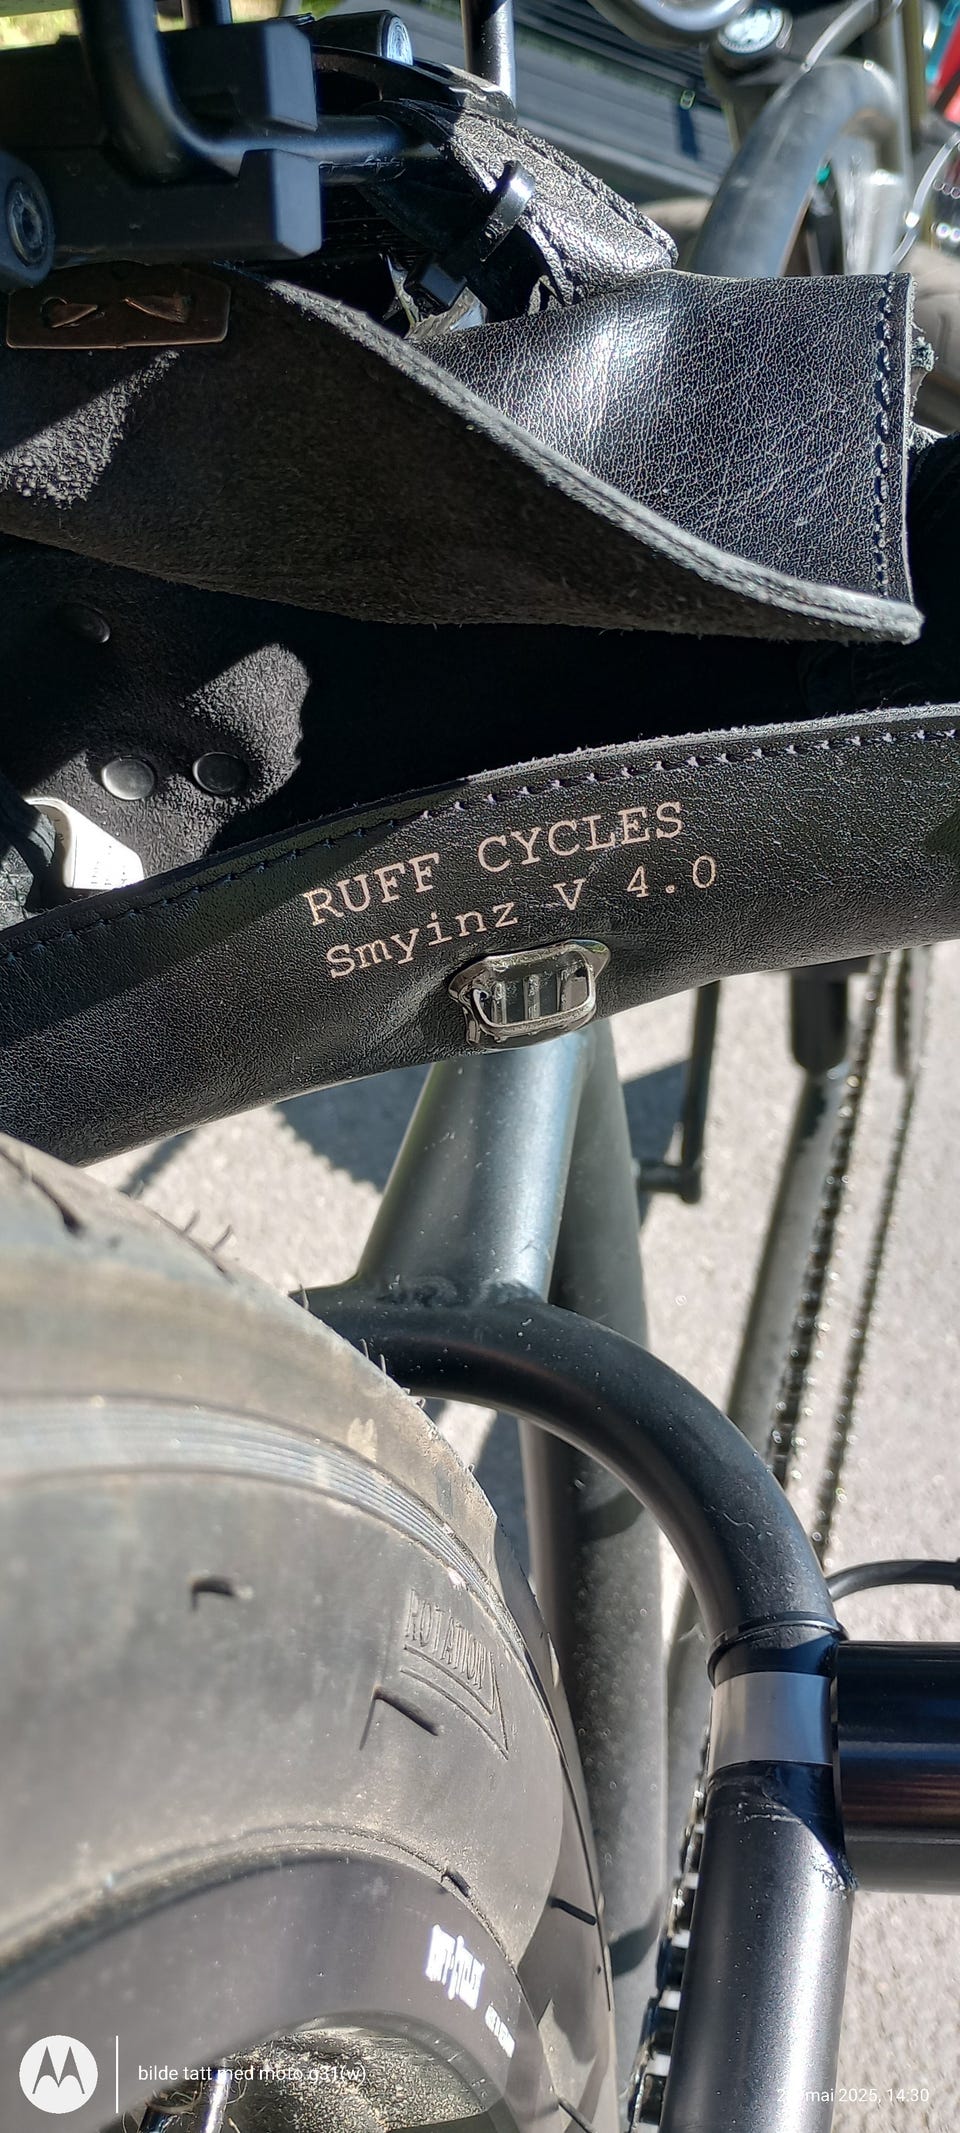 RUFF CYCLES
Smyinz V 4.0
ROTATION
bilde tatt med moto g31(w)
mai 2025, 14.30